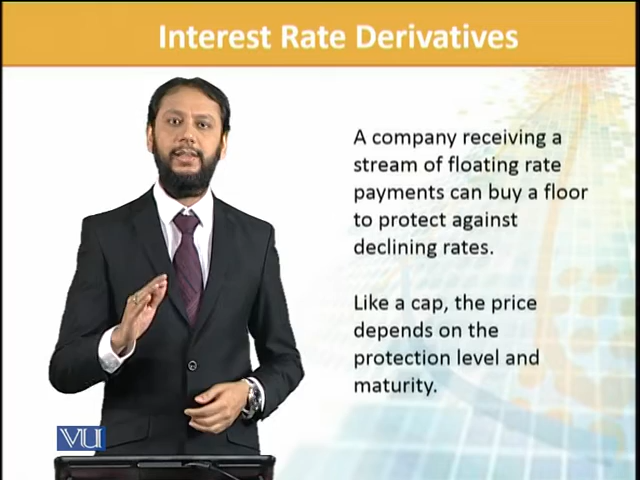 Interest Rate Derivatives
A company receiving a
stream of floating rate
payments can buy a floor
to protect against
declining rates.
Like a cap, the price
depends on the
protection level and
maturity.
VU